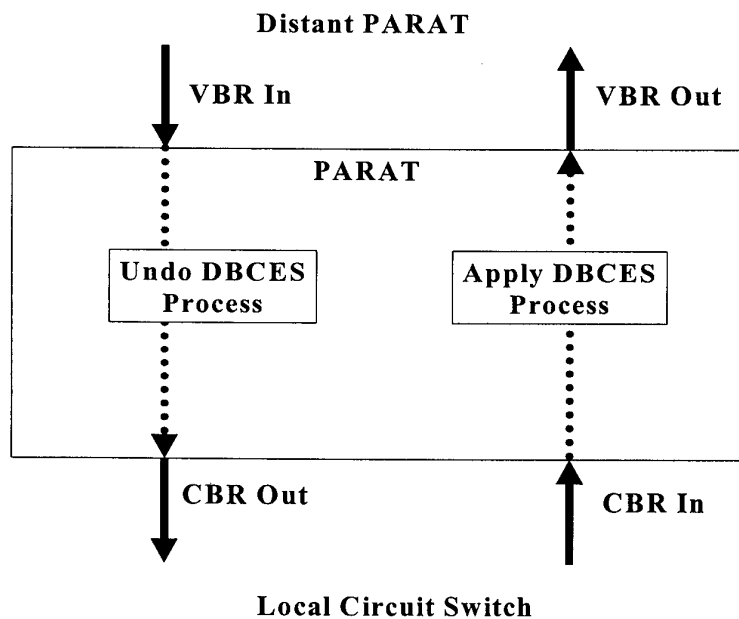 Distant PARAT
VBR In
VBR Out
PARAT
Undo DBCES
Process
Apply DBCES
Process
CBR Out
CBR In
Local Circuit Switch